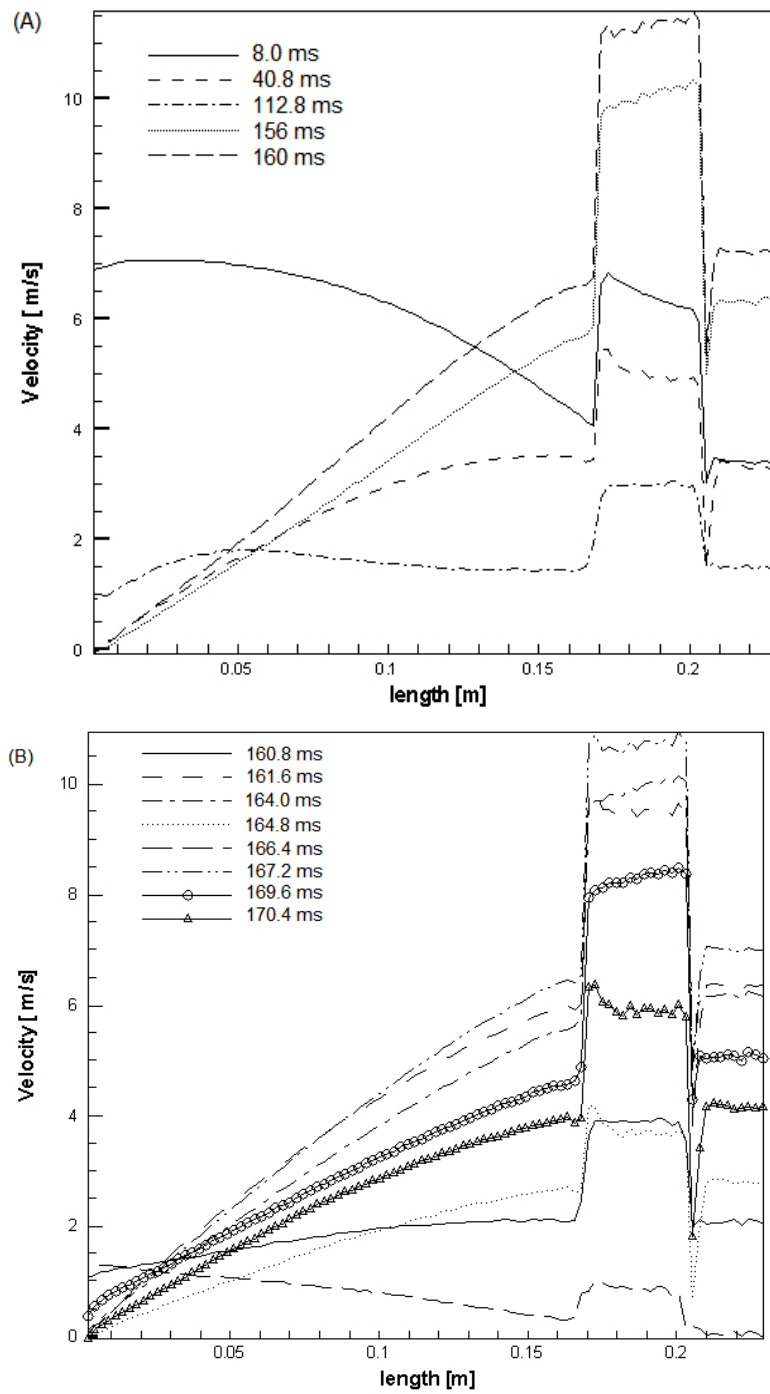 (A)
8.0 ms
40.8 ms
112.8 ms
156 ms
160 ms
10
8
6
4
2
0
Velocity [ m/s]
0.05
0.1
0.15
0.2
length [m]
(B)
160.8 ms
161.6 ms
164.0 ms
164.8 ms
166.4 ms
167.2 ms
169.6 ms
170.4 ms
10
8
6
4
2
0
Velocity [ m/s]
0.05
0.1
0.15
0.2
length [m]